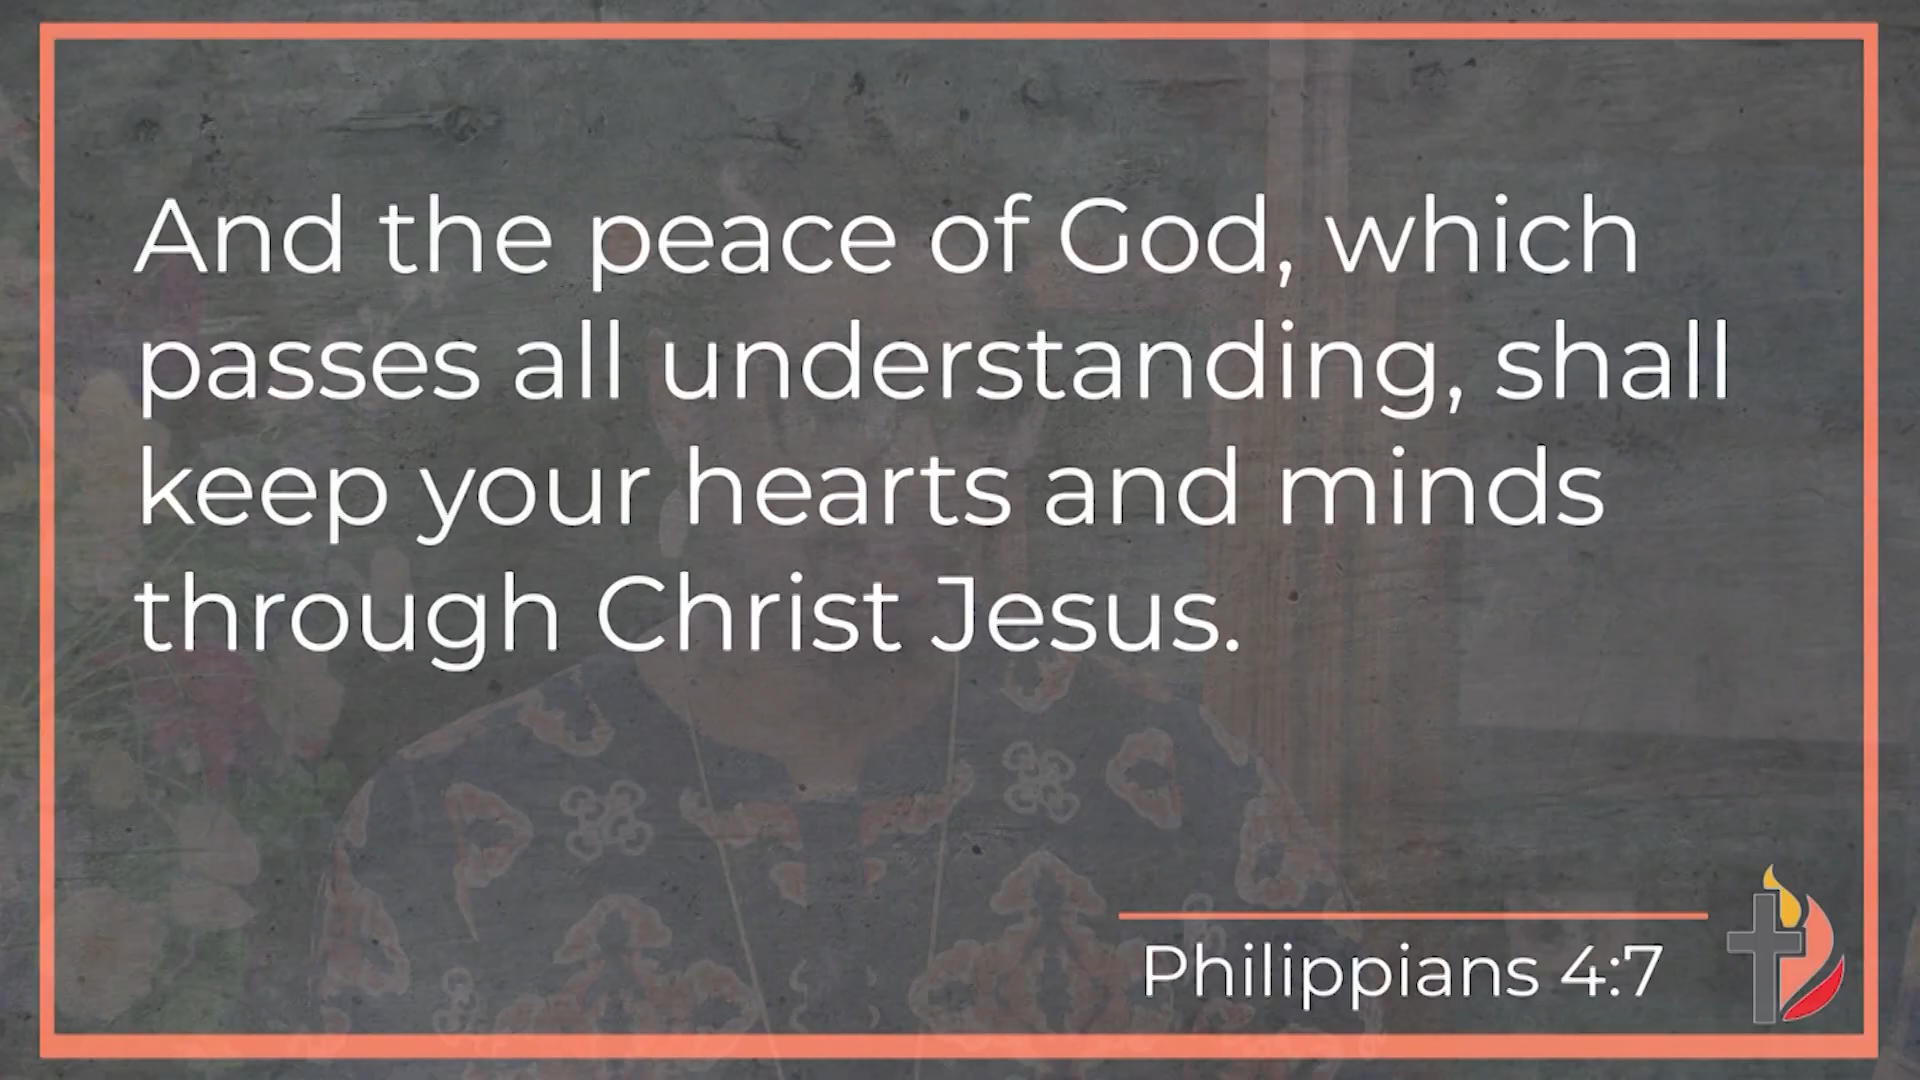 And the peace of God, which
passes all understanding, shall
keep your hearts and minds
through Christ Jesus.
Philippians 4:7